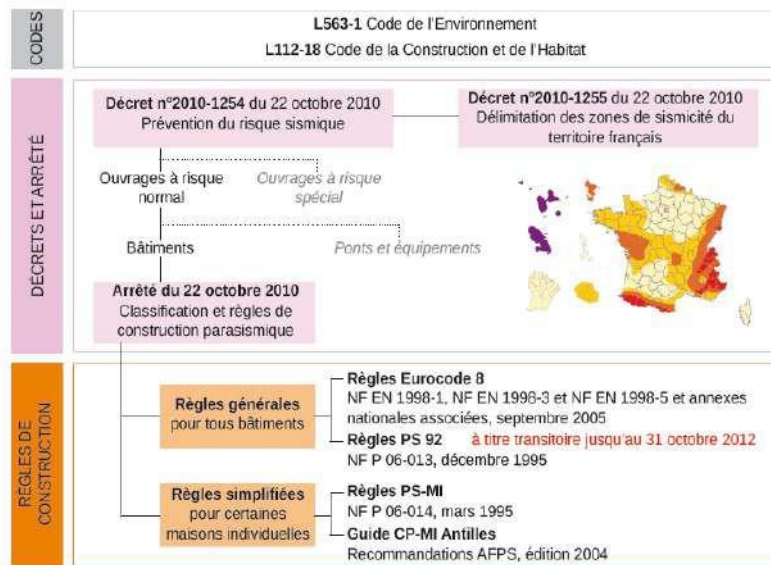 CODES
L563-1 Code de l'Environnement
L112-18 Code de la Construction et de l'Habitat
DÉCRETS ET ARRÊTÉ
Décret n°2010-1254 du 22 octobre 2010
Prévention du risque sismique
Décret n°2010-1255 du 22 octobre 2010
Délimitation des zones de sismicité du
territoire français
Ouvrages à risque
normal
Ouvrages à risque
spécial
Bâtiments
Ponts et équipements
Arrêté du 22 octobre 2010
Classification et règles de
construction parasismique
RÈGLES DE
CONSTRUCTION
Règles générales
pour tous bâtiments
Règles Eurocode 8
NF EN 1998-1, NF EN 1998-3 et NF EN 1998-5 et annexes
nationales associées, septembre 2005
Règles PS 92 à titre transitoire jusqu'au 31 octobre 2012
NF P 06-013, décembre 1995
Règles simplifiées
pour certaines
maisons individuelles
Règles PS-MI
NF P 06-014, mars 1995
Guide CP-MI Antilles
Recommandations AFPS, édition 2004